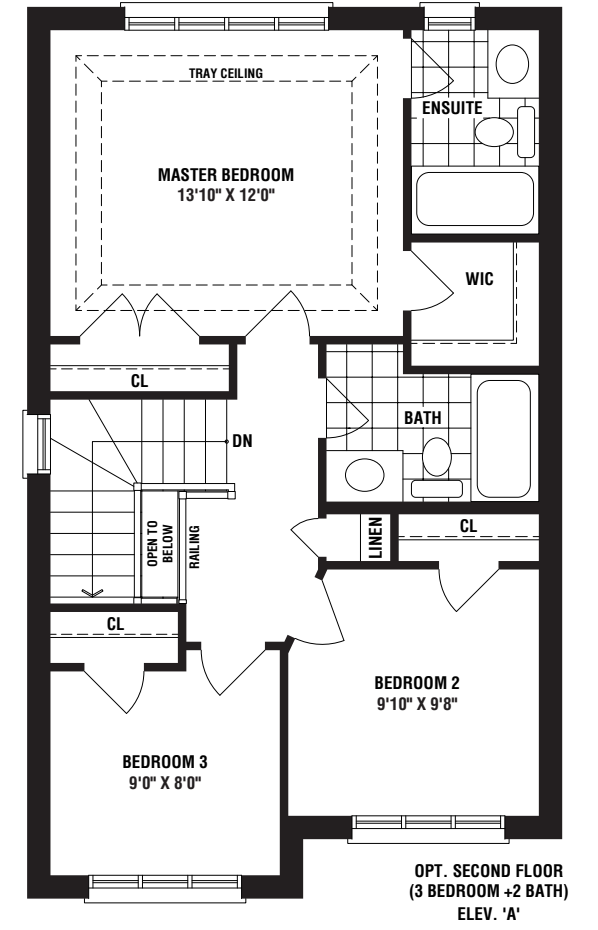 TRAY CEILING
ENSUITE
MASTER BEDROOM
13'10" X 12'0"
WIC
CL
BATH
DN
OPEN TO
BELOW
RAILING
LINEN
CL
CL
BEDROOM 2
9'10" X 9'8"
BEDROOM 3
9'0" X 8'0"
OPT. SECOND FLOOR
(3 BEDROOM +2 BATH)
ELEV. 'A'